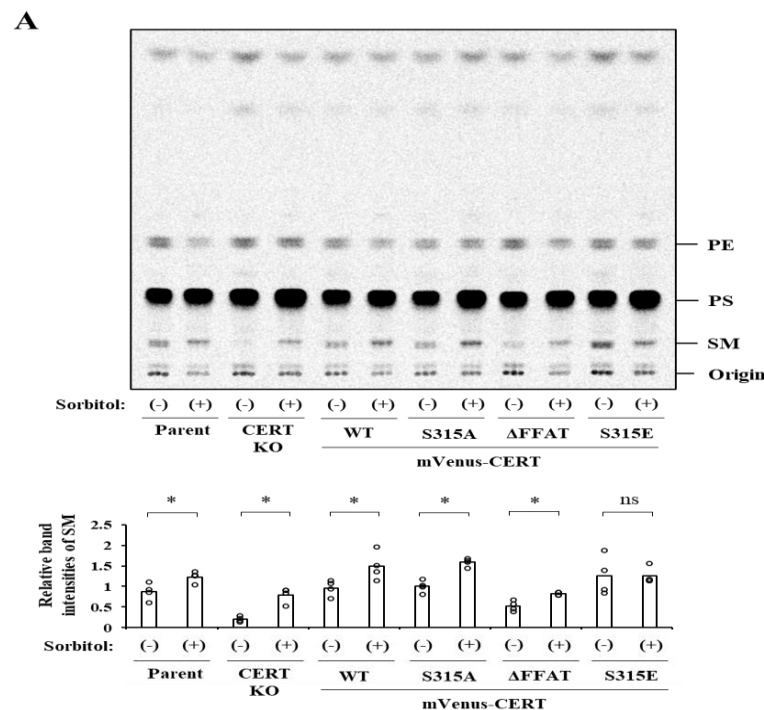 A
PE
PS
SM
Origin
Sorbitol: (-) (+) (-) (+) (-) (+) (-) (+) (-) (+) (-) (+)
Parent CERT KO WT S315A ΔFFAT S315E
mVenus-CERT
* * * * * ns
Relative band intensities of SM
2.5
2
1.5
1
0.5
0
Sorbitol: (-) (+) (-) (+) (-) (+) (-) (+) (-) (+) (-) (+)
Parent CERT KO WT S315A ΔFFAT S315E
mVenus-CERT